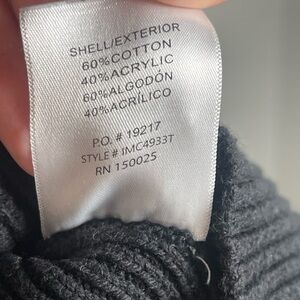 SHELL/EXTERIOR
60%COTTON
40%ACRYLIC
60%ALGODÓN
40%ACRÍLICO
P.O. # 19217
STYLE # IMC4933T
RN 150025